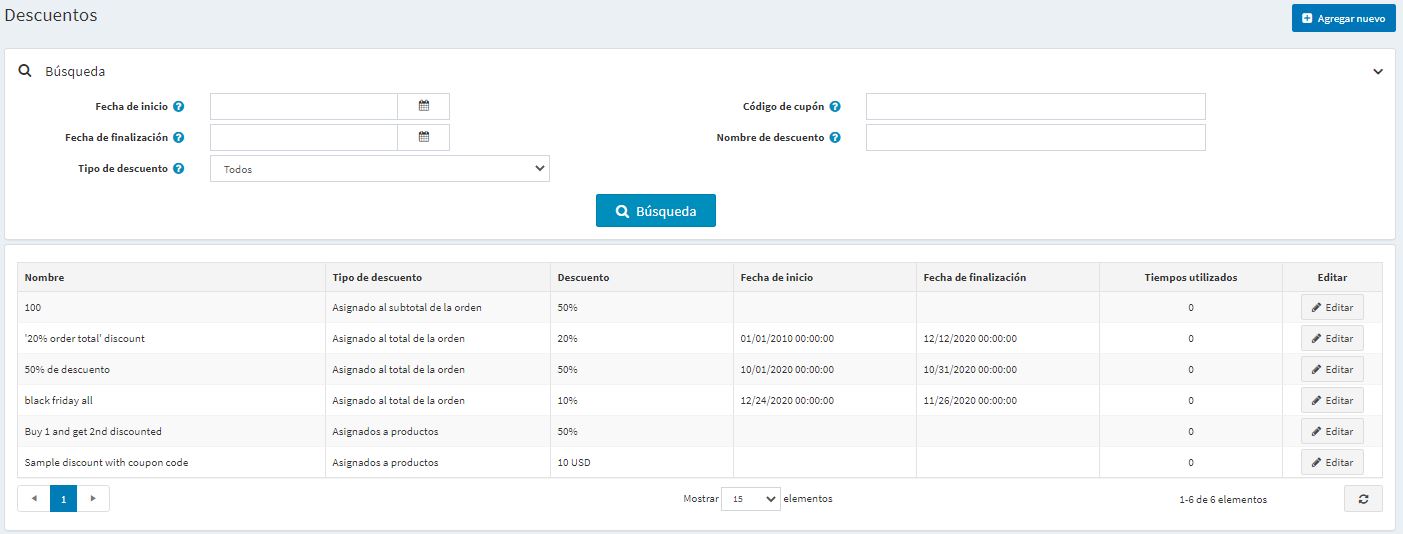 Descuentos
Agregar nuevo
Búsqueda
Fecha de inicio ?
Código de cupón ?
Fecha de finalización ?
Nombre de descuento ?
Tipo de descuento ? Todos
Búsqueda
Nombre Tipo de descuento Descuento Fecha de inicio Fecha de finalización Tiempos utilizados Editar
100 Asignado al subtotal de la orden 50% 0 Editar
'20% order total' discount Asignado al total de la orden 20% 01/01/2010 00:00:00 12/12/2020 00:00:00 0 Editar
50% de descuento Asignado al total de la orden 50% 10/01/2020 00:00:00 10/31/2020 00:00:00 0 Editar
black friday all Asignado al total de la orden 10% 12/24/2020 00:00:00 11/26/2020 00:00:00 0 Editar
Buy 1 and get 2nd discounted Asignados a productos 50% 0 Editar
Sample discount with coupon code Asignados a productos 10 USD 0 Editar
1 Mostrar 15 elementos 1-6 de 6 elementos